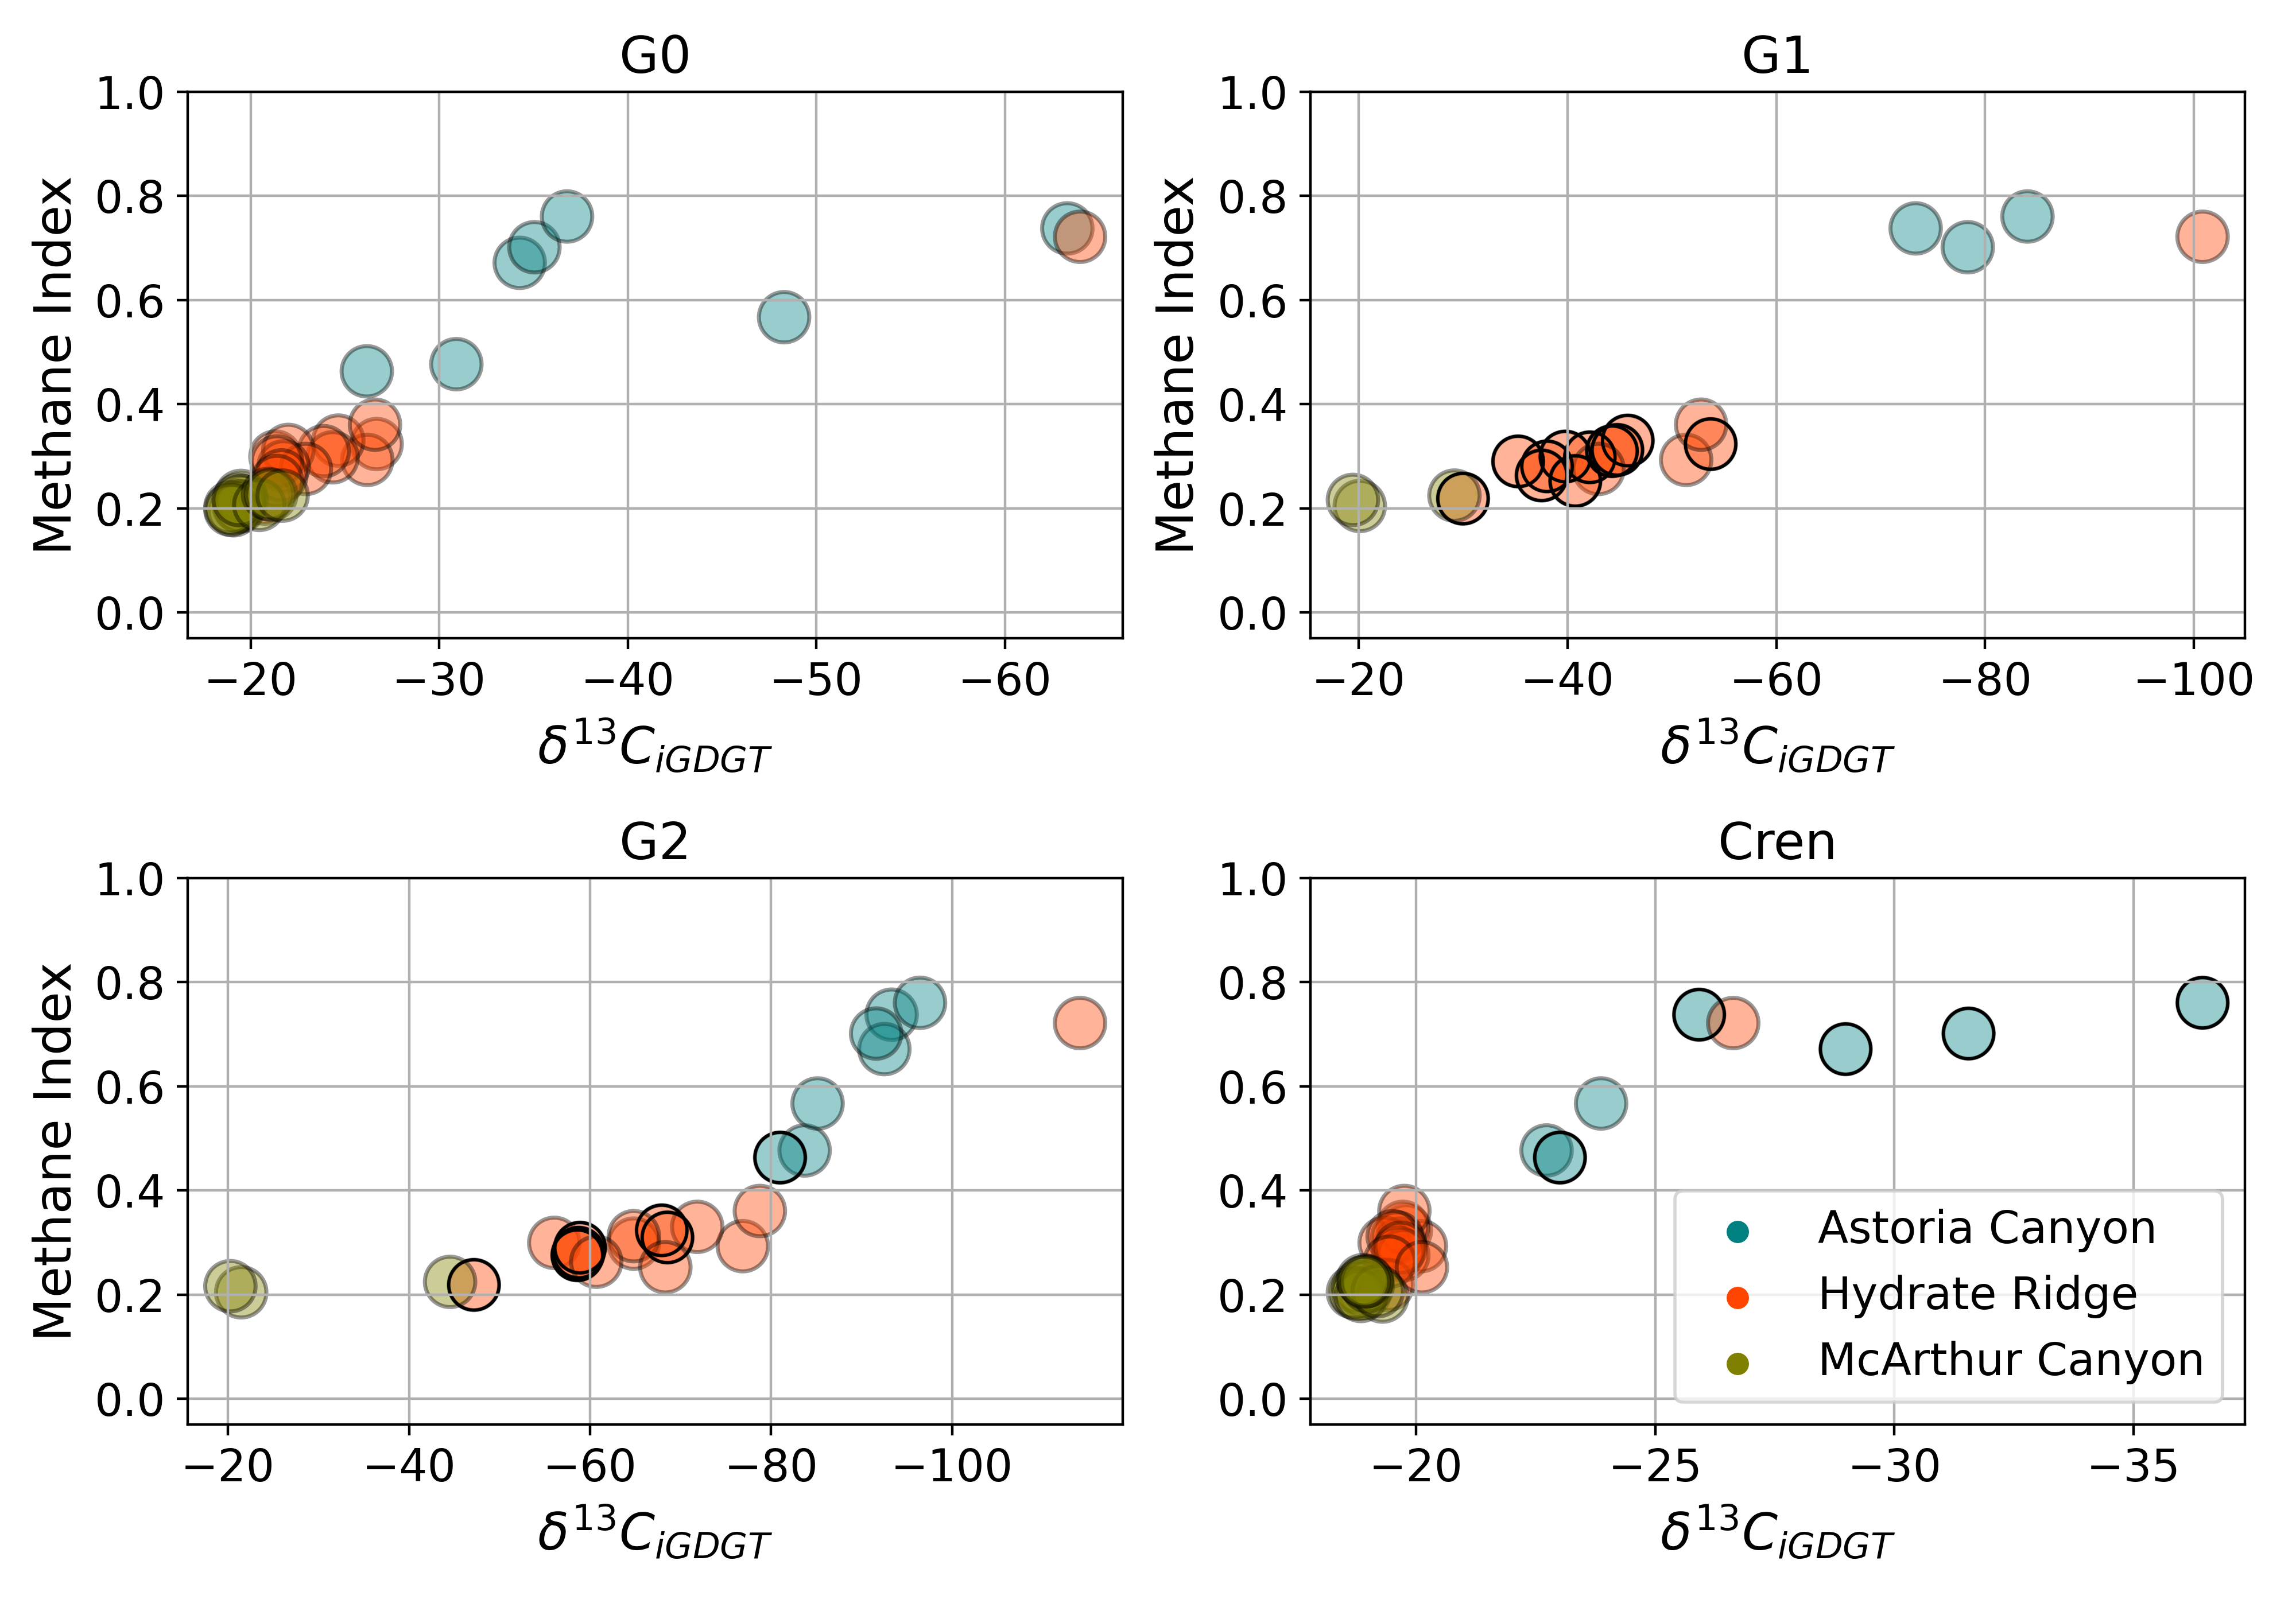 G0
1.0
0.8
0.6
0.4
0.2
0.0
Methane Index
−20 −30 −40 −50 −60
δ¹³C_iGDGT
G1
1.0
0.8
0.6
0.4
0.2
0.0
Methane Index
−20 −40 −60 −80 −100
δ¹³C_iGDGT
G2
1.0
0.8
0.6
0.4
0.2
0.0
Methane Index
−20 −40 −60 −80 −100
δ¹³C_iGDGT
Cren
1.0
0.8
0.6
0.4
0.2
0.0
Astoria Canyon
Hydrate Ridge
McArthur Canyon
−20 −25 −30 −35
δ¹³C_iGDGT